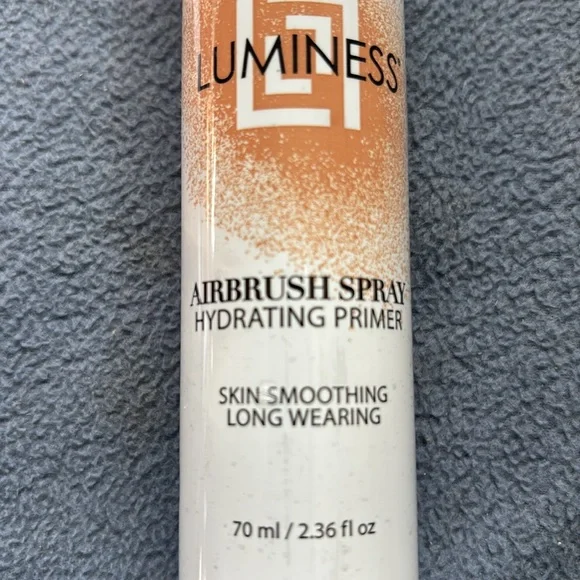 LUMINESS®
AIRBRUSH SPRAY
HYDRATING PRIMER
SKIN SMOOTHING
LONG WEARING
70 ml / 2.36 fl oz